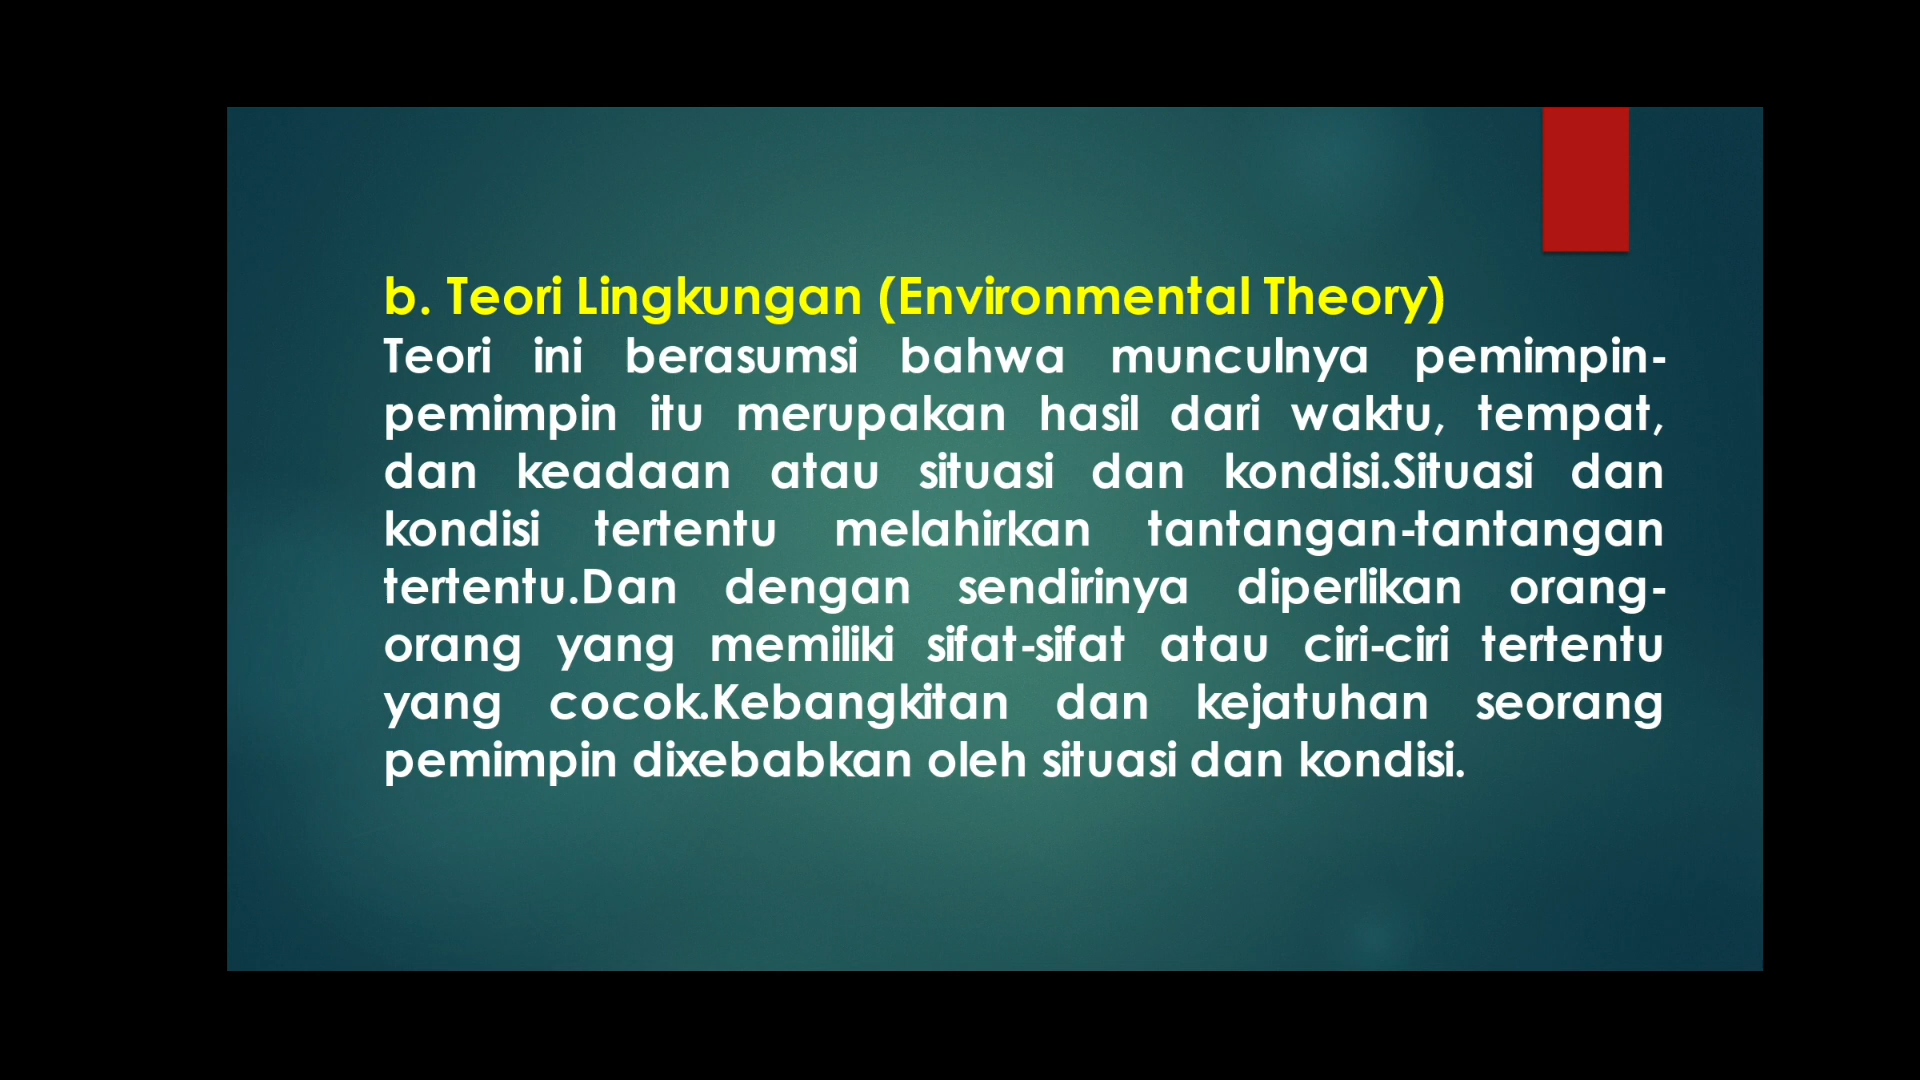 b. Teori Lingkungan (Environmental Theory)
Teori ini berasumsi bahwa munculnya pemimpin-
pemimpin itu merupakan hasil dari waktu, tempat,
dan keadaan atau situasi dan kondisi.Situasi dan
kondisi tertentu melahirkan tantangan-tantangan
tertentu.Dan dengan sendirinya diperlikan orang-
orang yang memiliki sifat-sifat atau ciri-ciri tertentu
yang cocok.Kebangkitan dan kejatuhan seorang
pemimpin dixebabkan oleh situasi dan kondisi.